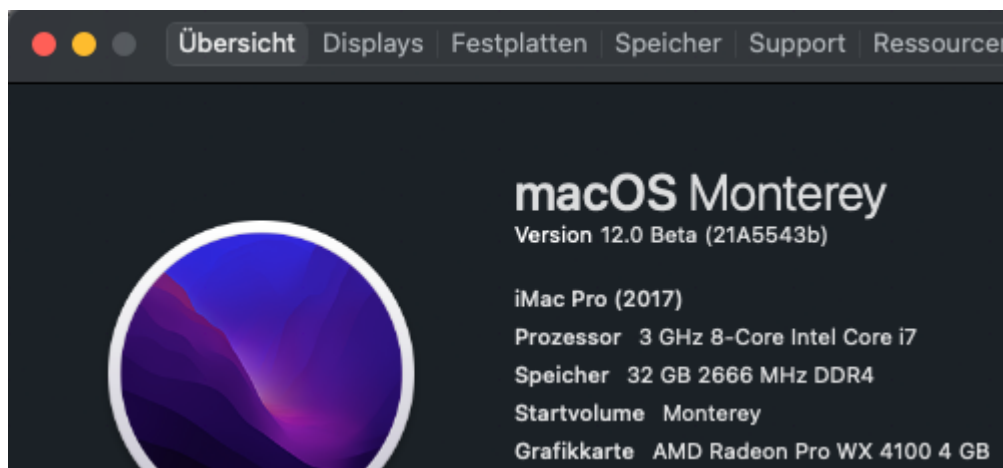 Übersicht Displays Festplatten Speicher Support Ressourcen
macOS Monterey
Version 12.0 Beta (21A5543b)
iMac Pro (2017)
Prozessor 3 GHz 8-Core Intel Core i7
Speicher 32 GB 2666 MHz DDR4
Startvolume Monterey
Grafikkarte AMD Radeon Pro WX 4100 4 GB